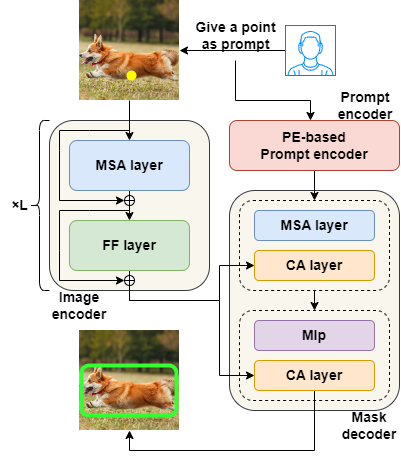 Give a point
as prompt
Prompt
encoder
PE-based
Prompt encoder
MSA layer
×L
FF layer
MSA layer
CA layer
Image
encoder
Mlp
CA layer
Mask
decoder